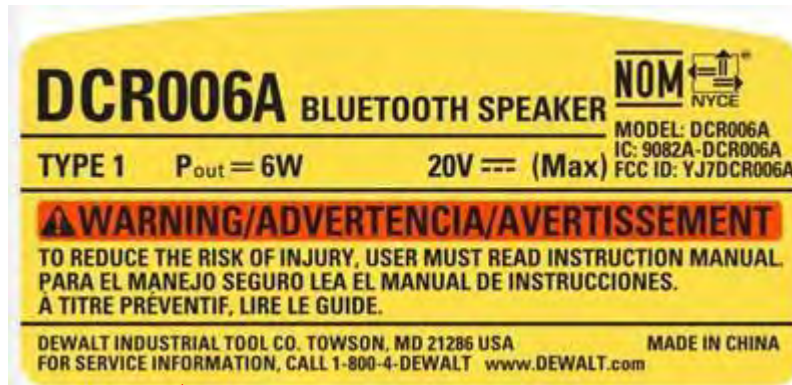 DCR006A BLUETOOTH SPEAKER
NOM
NYCE
MODEL: DCR006A
IC: 9082A-DCR006A
FCC ID: YJ7DCR006A
TYPE 1 Pout = 6W 20V ⎓ (Max)
⚠WARNING/ADVERTENCIA/AVERTISSEMENT
TO REDUCE THE RISK OF INJURY, USER MUST READ INSTRUCTION MANUAL.
PARA EL MANEJO SEGURO LEA EL MANUAL DE INSTRUCCIONES.
À TITRE PRÉVENTIF, LIRE LE GUIDE.
DEWALT INDUSTRIAL TOOL CO. TOWSON, MD 21286 USA MADE IN CHINA
FOR SERVICE INFORMATION, CALL 1-800-4-DEWALT www.DEWALT.com